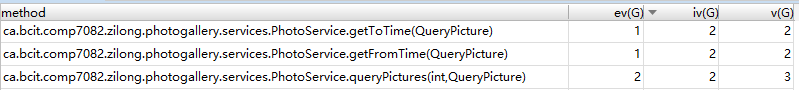 method ev(G) iv(G) v(G)
ca.bcit.comp7082.zilong.photogallery.services.PhotoService.getToTime(QueryPicture) 1 2 2
ca.bcit.comp7082.zilong.photogallery.services.PhotoService.getFromTime(QueryPicture) 1 2 2
ca.bcit.comp7082.zilong.photogallery.services.PhotoService.queryPictures(int,QueryPicture) 2 2 3